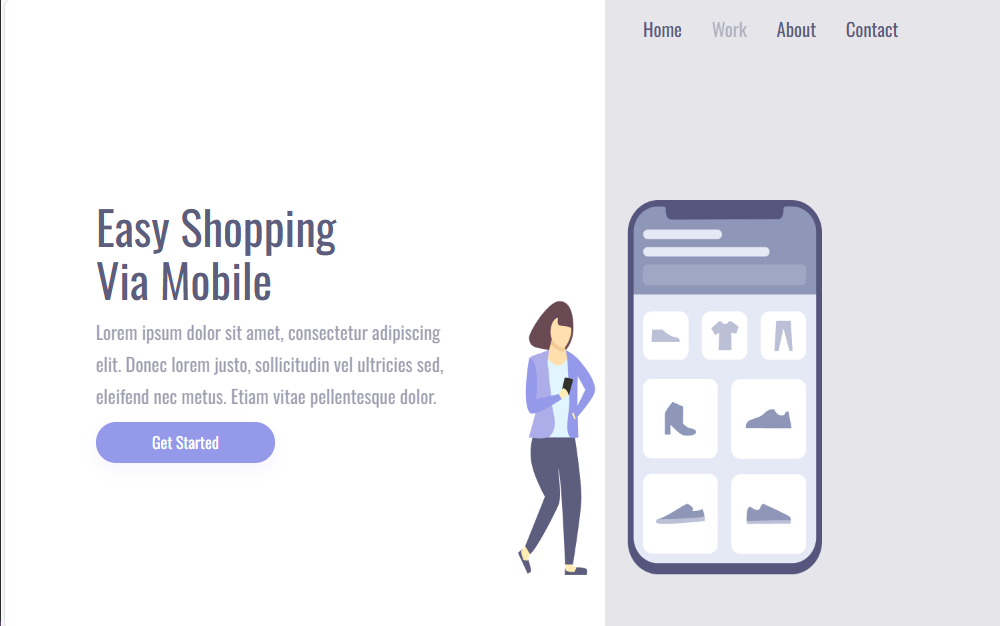 Home Work About Contact
Easy Shopping
Via Mobile
Lorem ipsum dolor sit amet, consectetur adipiscing
elit. Donec lorem justo, sollicitudin vel ultricies sed,
eleifend nec metus. Etiam vitae pellentesque dolor.
Get Started